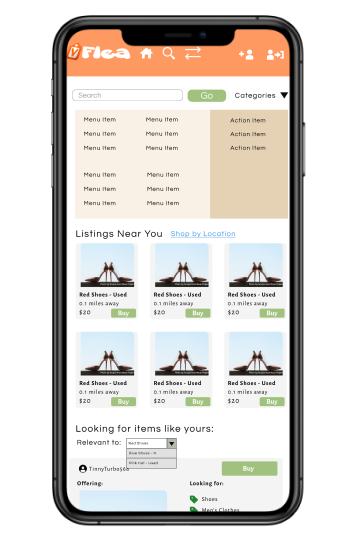 Flea
Search Go Categories
Menu Item Menu Item Action Item
Menu Item Menu Item Action Item
Menu Item Menu Item Action Item
Menu Item Menu Item
Menu Item Menu Item
Menu Item Menu Item
Listings Near You Shop by Location
Red Shoes - Used Red Shoes - Used Red Shoes - Used
0.1 miles away 0.1 miles away 0.1 miles away
$20 Buy $20 Buy $20 Buy
Red Shoes - Used Red Shoes - Used Red Shoes - Used
0.1 miles away 0.1 miles away 0.1 miles away
$20 Buy $20 Buy $20 Buy
Looking for items like yours:
Relevant to: Red Shoes
Blue Shoes - N
Pink Hat - Used
TinnyTurbo568 Buy
Offering: Looking for:
Shoes
Men's Clothes